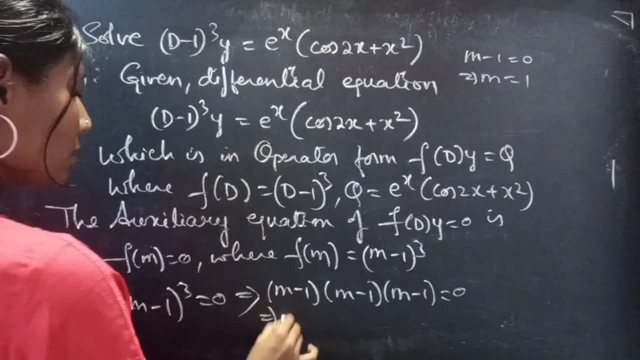 Solve (D-1)³y = eˣ(cos2x+x²)
m-1=0
⇒m=1
: Given, differential equation
(D-1)³y = eˣ(cos2x+x²)
which is in Operator form f(D)y=Q
where f(D)=(D-1)³, Q=eˣ(cos2x+x²)
The Auxiliary equation of f(D)y=0 is
f(m)=0, where f(m)=(m-1)³
m-1)³=0 ⇒ (m-1)(m-1)(m-1)=0
⇒